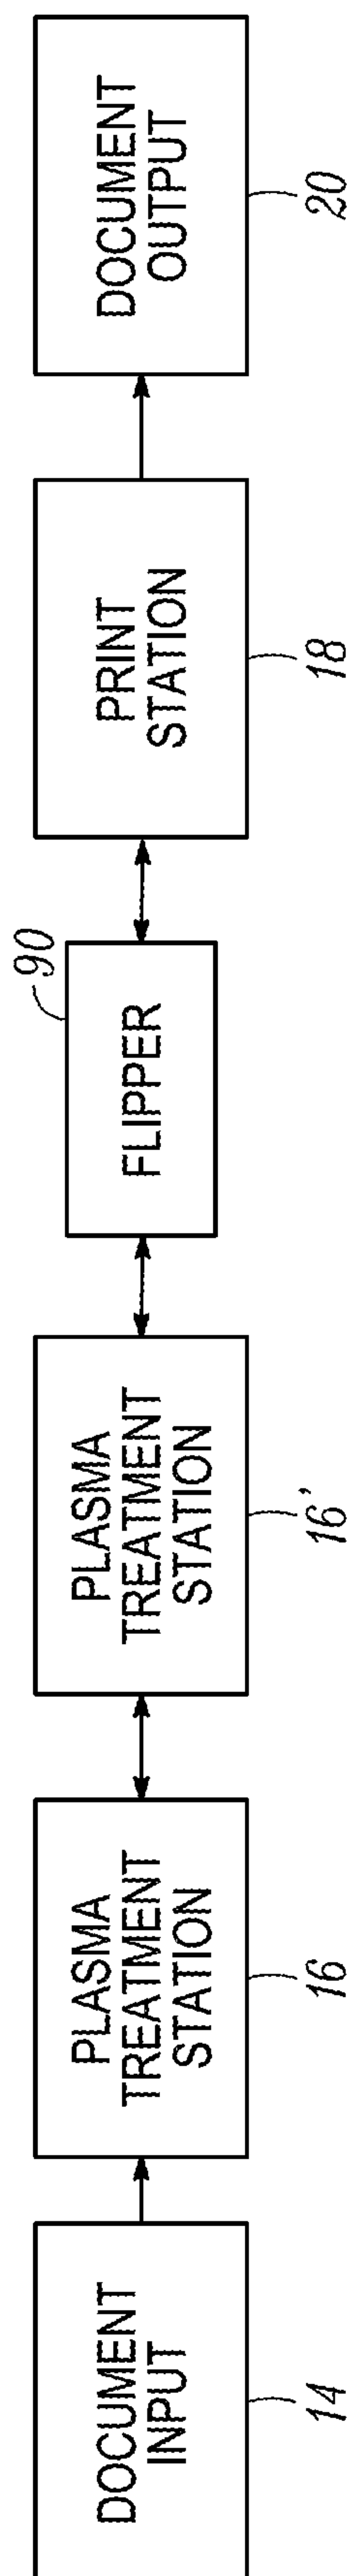 DOCUMENT
INPUT
14
PLASMA
TREATMENT
STATION
16
PLASMA
TREATMENT
STATION
16'
FLIPPER
90
PRINT
STATION
18
DOCUMENT
OUTPUT
20